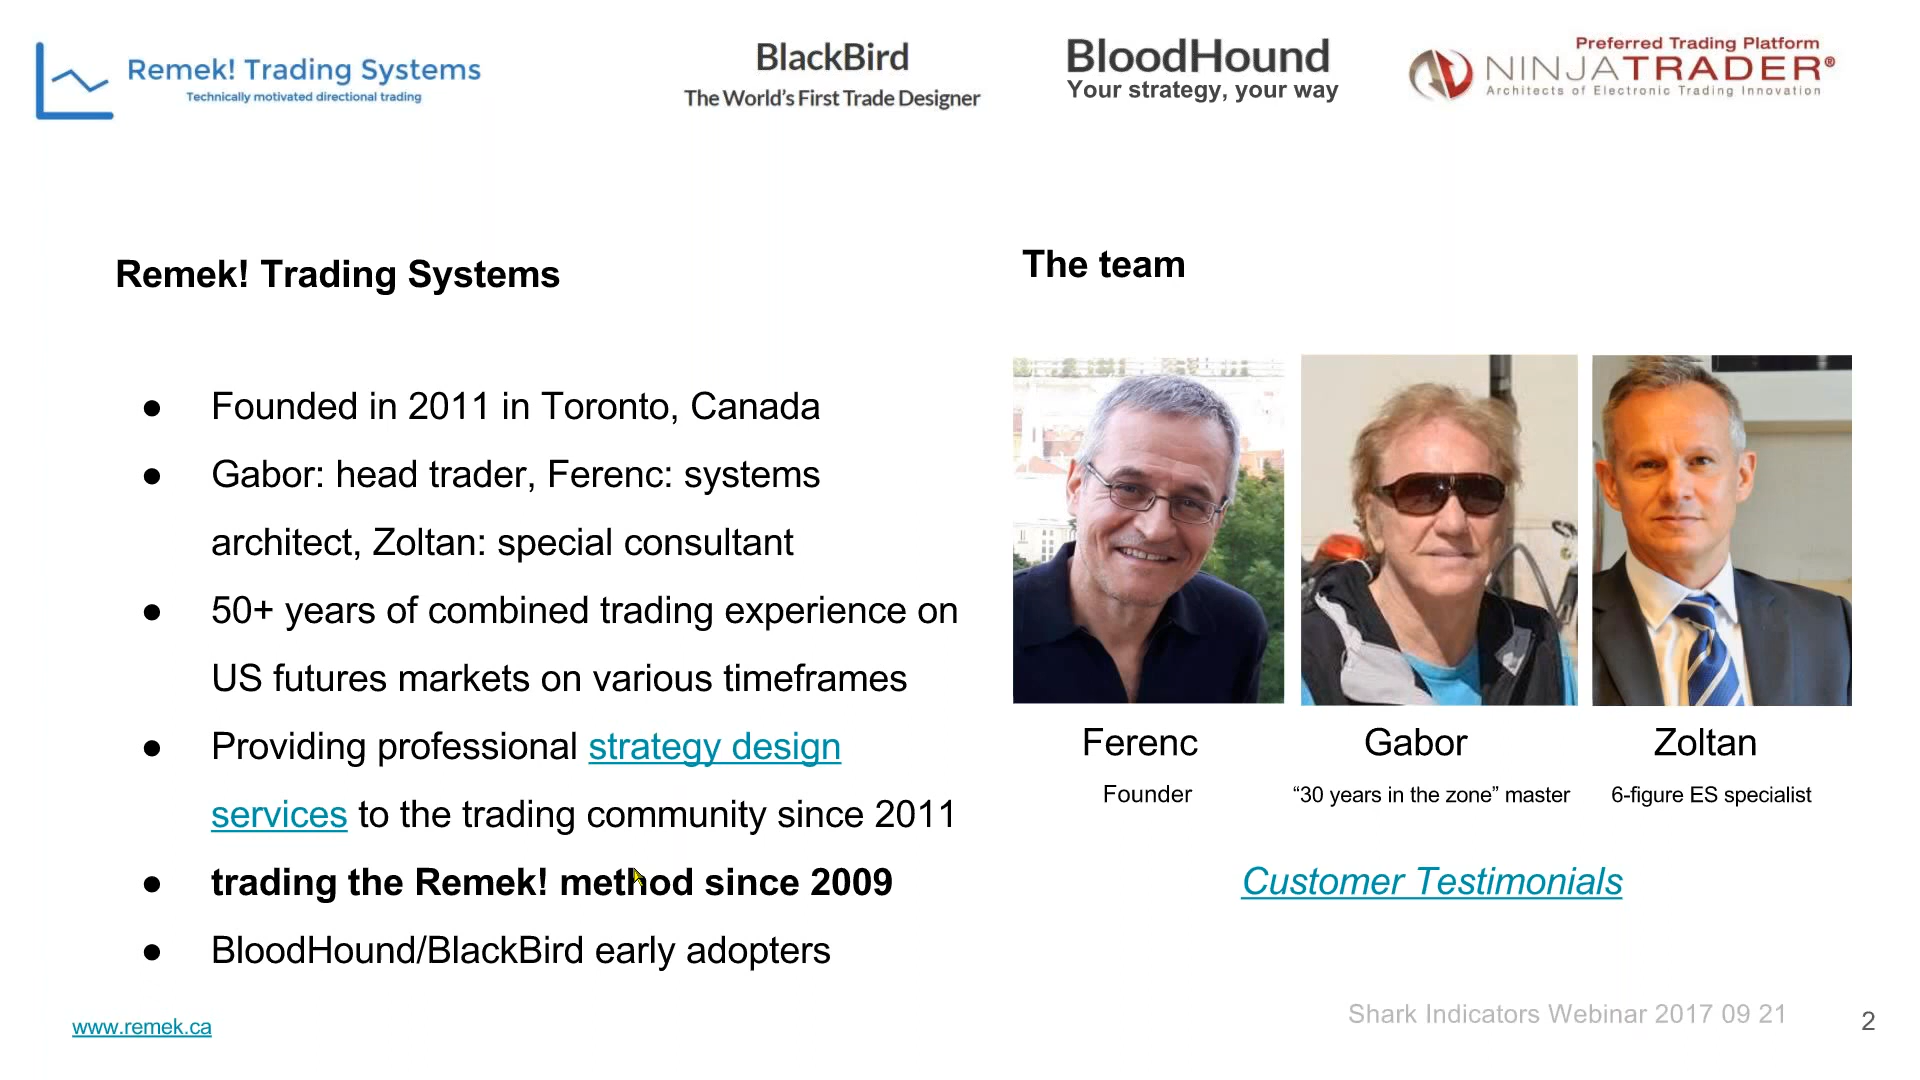 Remek! Trading Systems
Technically motivated directional trading
BlackBird
The World's First Trade Designer
BloodHound
Your strategy, your way
Preferred Trading Platform
NINJATRADER®
Architects of Electronic Trading Innovation
Remek! Trading Systems
● Founded in 2011 in Toronto, Canada
● Gabor: head trader, Ferenc: systems
architect, Zoltan: special consultant
● 50+ years of combined trading experience on
US futures markets on various timeframes
● Providing professional strategy design
services to the trading community since 2011
● trading the Remek! method since 2009
● BloodHound/BlackBird early adopters
The team
Ferenc
Founder
Gabor
“30 years in the zone” master
Zoltan
6-figure ES specialist
Customer Testimonials
www.remek.ca
Shark Indicators Webinar 2017 09 21
2